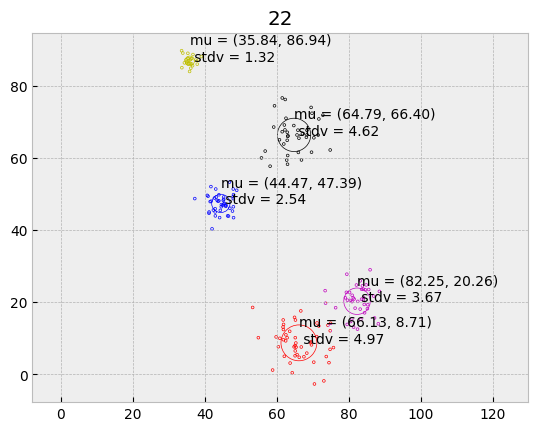 22
mu = (35.84, 86.94)
stdv = 1.32
80
mu = (64.79, 66.40)
stdv = 4.62
60
mu = (44.47, 47.39)
stdv = 2.54
40
mu = (82.25, 20.26)
stdv = 3.67
20
mu = (66.13, 8.71)
stdv = 4.97
0
0 20 40 60 80 100 120